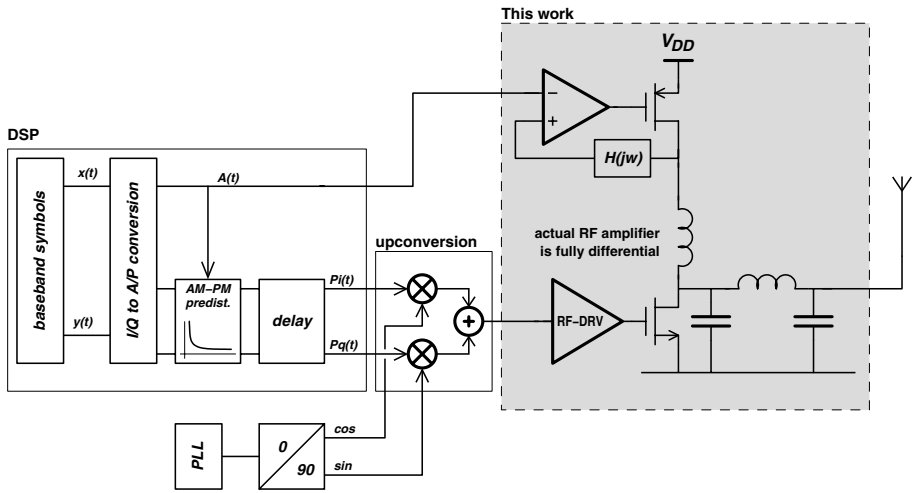 This work
V_DD
−
+
H(jw)
DSP
baseband symbols
x(t)
y(t)
I/Q to A/P conversion
A(t)
AM−PM
predist.
delay
Pi(t)
Pq(t)
upconversion
+
actual RF amplifier
is fully differential
RF−DRV
PLL
0
90
cos
sin